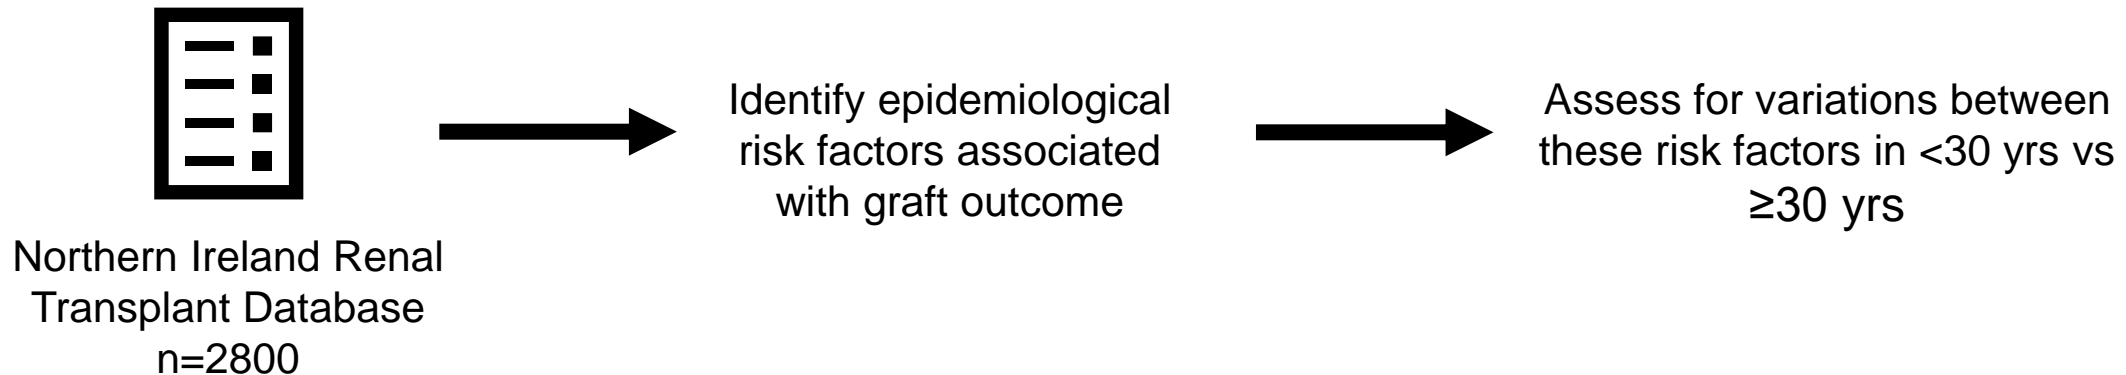 Northern Ireland Renal
Transplant Database
n=2800
Identify epidemiological
risk factors associated
with graft outcome
Assess for variations between
these risk factors in <30 yrs vs
≥30 yrs